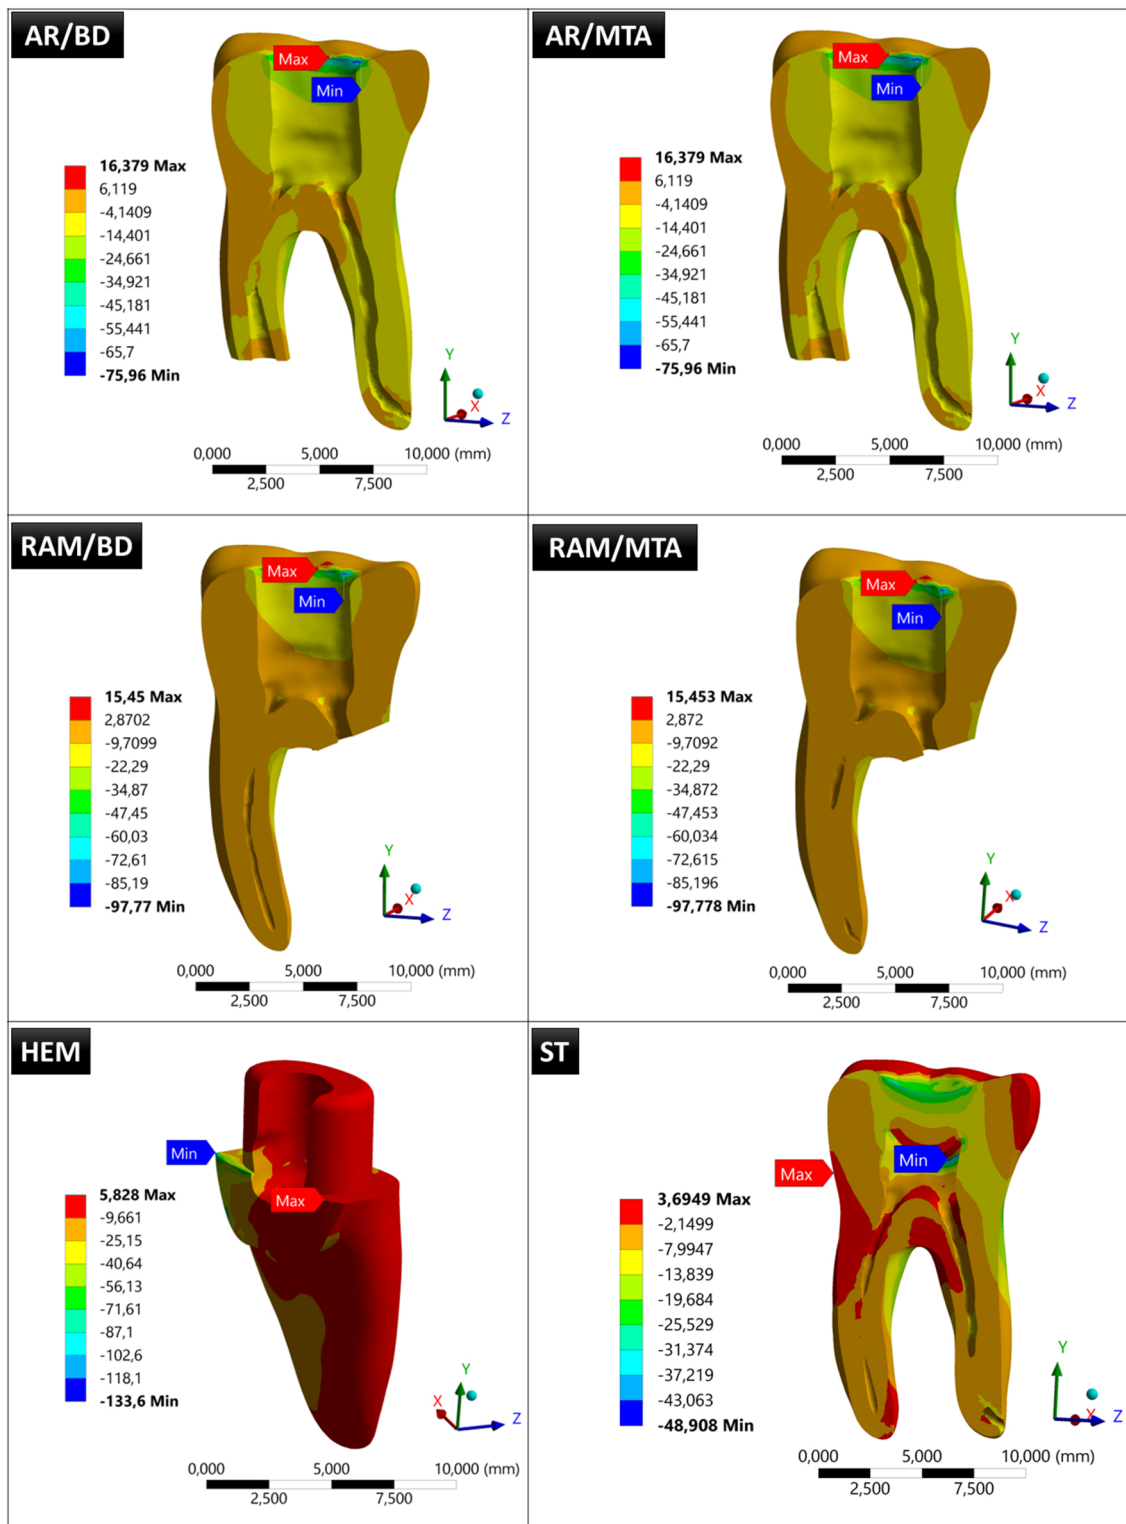 AR/BD
Max
Min
16,379 Max
6,119
-4,1409
-14,401
-24,661
-34,921
-45,181
-55,441
-65,7
-75,96 Min
Y
X
Z
0,000 5,000 10,000 (mm)
2,500 7,500
AR/MTA
Max
Min
16,379 Max
6,119
-4,1409
-14,401
-24,661
-34,921
-45,181
-55,441
-65,7
-75,96 Min
Y
X
Z
0,000 5,000 10,000 (mm)
2,500 7,500
RAM/BD
Max
Min
15,45 Max
2,8702
-9,7099
-22,29
-34,87
-47,45
-60,03
-72,61
-85,19
-97,77 Min
Y
X
Z
0,000 5,000 10,000 (mm)
2,500 7,500
RAM/MTA
Max
Min
15,453 Max
2,872
-9,7092
-22,29
-34,872
-47,453
-60,034
-72,615
-85,196
-97,778 Min
Y
X
Z
0,000 5,000 10,000 (mm)
2,500 7,500
HEM
Min
Max
5,828 Max
-9,661
-25,15
-40,64
-56,13
-71,61
-87,1
-102,6
-118,1
-133,6 Min
Y
X
Z
0,000 5,000 10,000 (mm)
2,500 7,500
ST
Max
Min
3,6949 Max
-2,1499
-7,9947
-13,839
-19,684
-25,529
-31,374
-37,219
-43,063
-48,908 Min
Y
X
Z
0,000 5,000 10,000 (mm)
2,500 7,500